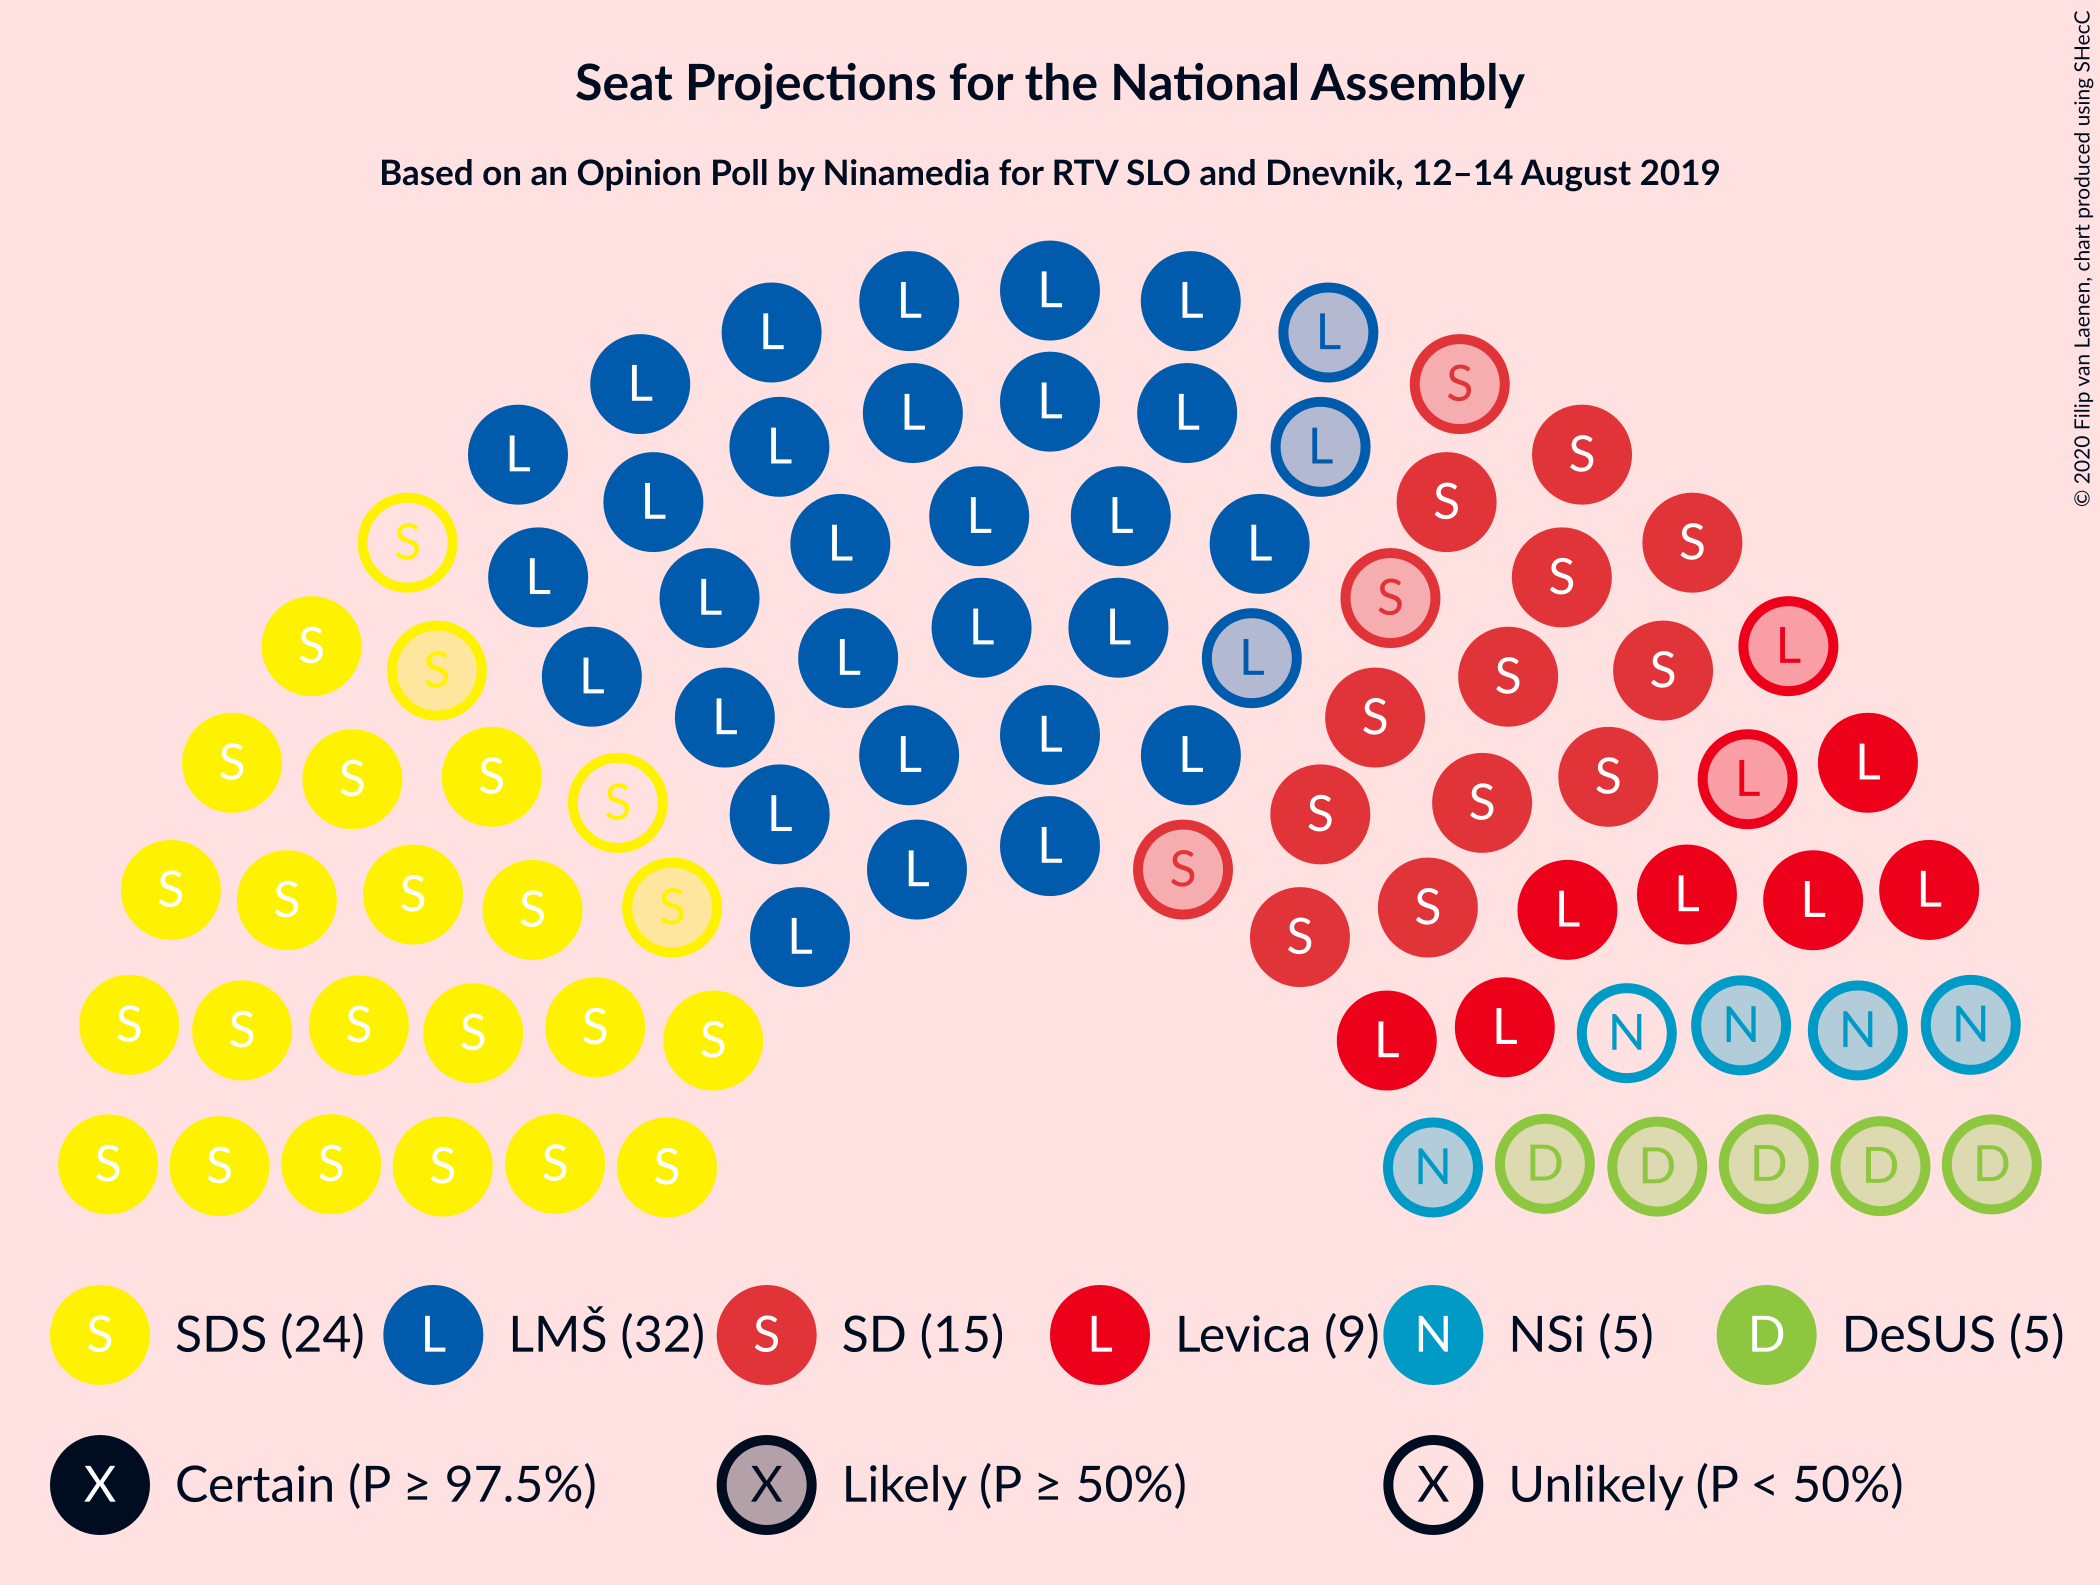 Seat Projections for the National Assembly
Based on an Opinion Poll by Ninamedia for RTV SLO and Dnevnik, 12–14 August 2019
© 2020 Filip van Laenen, chart produced using SHecC
L
L L
L L
L S
L L L
L L
L S
L S
L L
L L
S S
L S
L L
S L
L S
L L
L L
S L
L S
S S
L L
L S
S L
S S
L L
L S
S L
S S
S S
L S
S L
L
S S
L S
S S
S S
L L
S L
S S
L S
S S
S S
L L
L L
S S S S S S L L N N N N
S S S S S S N D D D D D
S SDS (24) L LMŠ (32) S SD (15) L Levica (9) N NSi (5) D DeSUS (5)
X Certain (P ≥ 97.5%) X Likely (P ≥ 50%) X Unlikely (P < 50%)